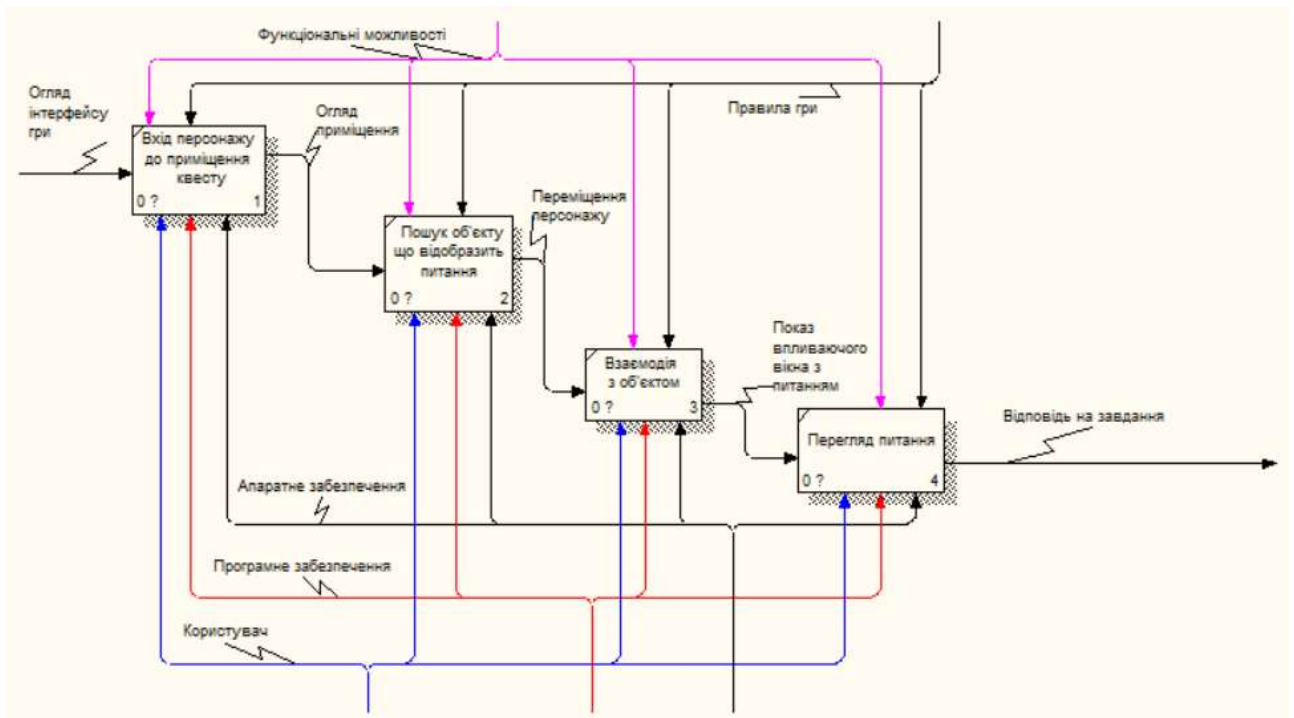 Функціональні можливості
Правила гри
Огляд
інтерфейсу
гри
Вхід персонажу
до приміщення
квесту
0 ?
1
Огляд
приміщення
Пошук об'єкту
що відобразить
питання
0 ?
2
Переміщення
персонажу
Взаємодія
з об'єктом
0 ?
3
Показ
впливаючого
вікна з
питанням
Перегляд питання
0 ?
4
Відповідь на завдання
Апаратне забезпечення
Програмне забезпечення
Користувач